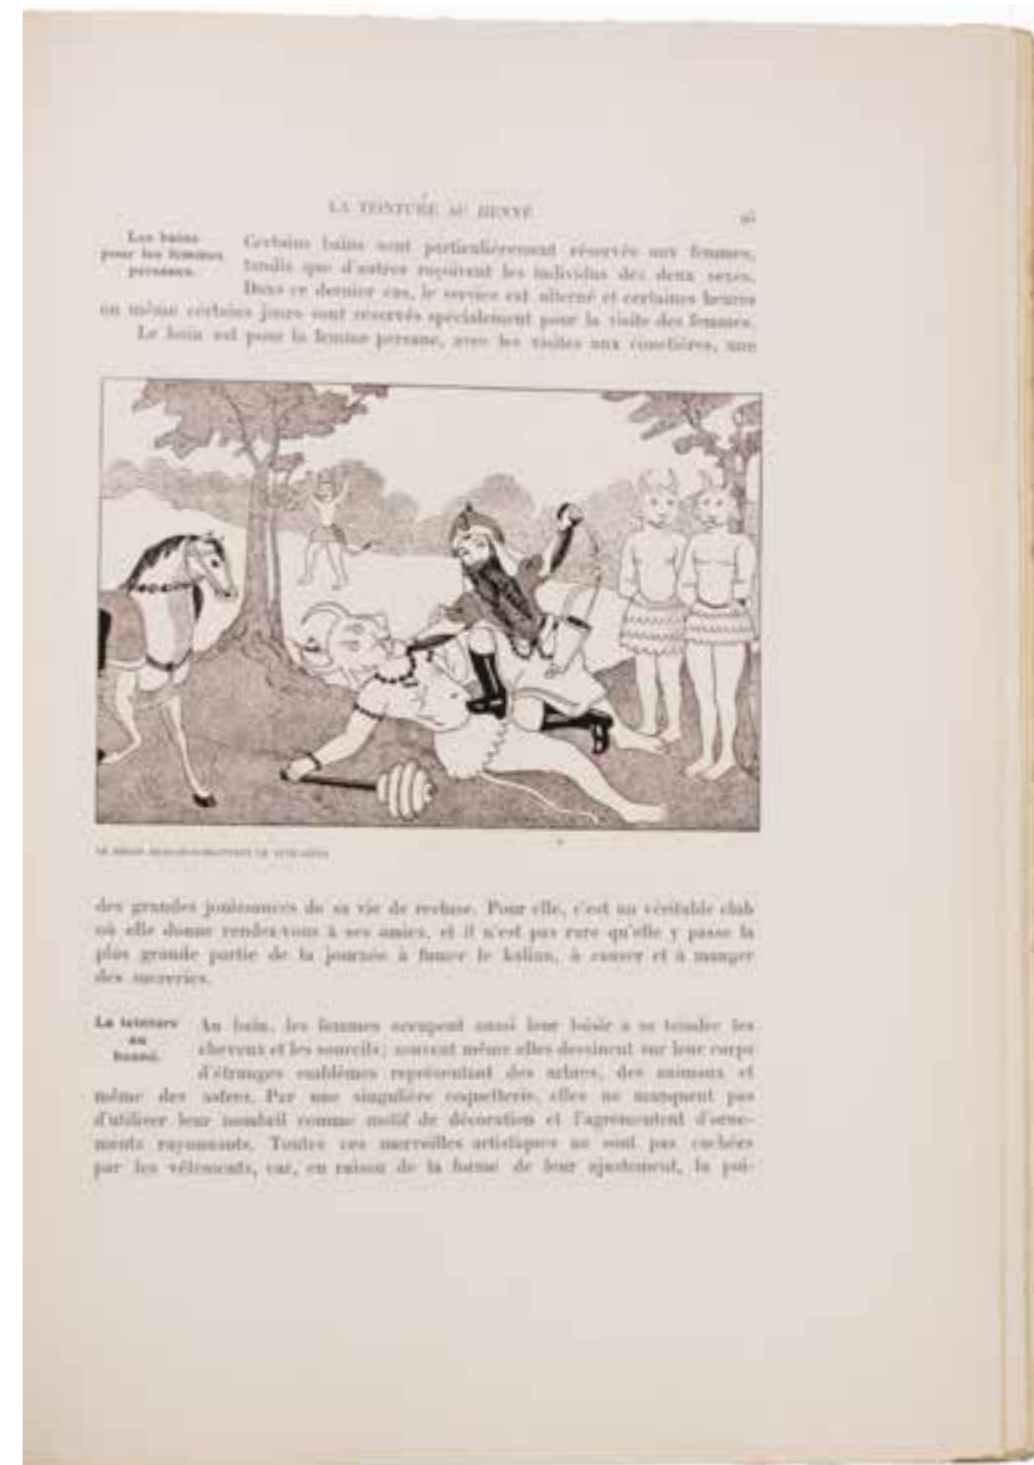 LA TEINTURE AU HENNÉ
Les bains
pour les femmes
persanes.
Certains bains sont particulièrement réservés aux femmes,
tandis que d'autres reçoivent les individus des deux sexes.
Dans ce dernier cas, le service est alterné et certaines heures
ou même certains jours sont réservés spécialement pour la visite des femmes.
Le bain est pour la femme persane, avec les visites aux cimetières, une
LE
des grandes jouissances de sa vie de recluse. Pour elle, c'est un véritable club
où elle donne rendez-vous à ses amies, et il n'est pas rare qu'elle y passe la
plus grande partie de la journée à fumer le kalian, à causer et à manger
des sucreries.
La teinture
au
henné.
Au bain, les femmes occupent aussi leur loisir à se teindre les
cheveux et les sourcils; souvent même elles dessinent sur leur corps
d'étranges emblèmes représentant des arbres, des animaux et
même des astres. Par une singulière coquetterie, elles ne manquent pas
d'utiliser leur nombril comme motif de décoration et l'agrémentent d'orne-
ments rayonnants. Toutes ces merveilles artistiques ne sont pas cachées
par les vêtements, car, en raison de la forme de leur ajustement, la poi-